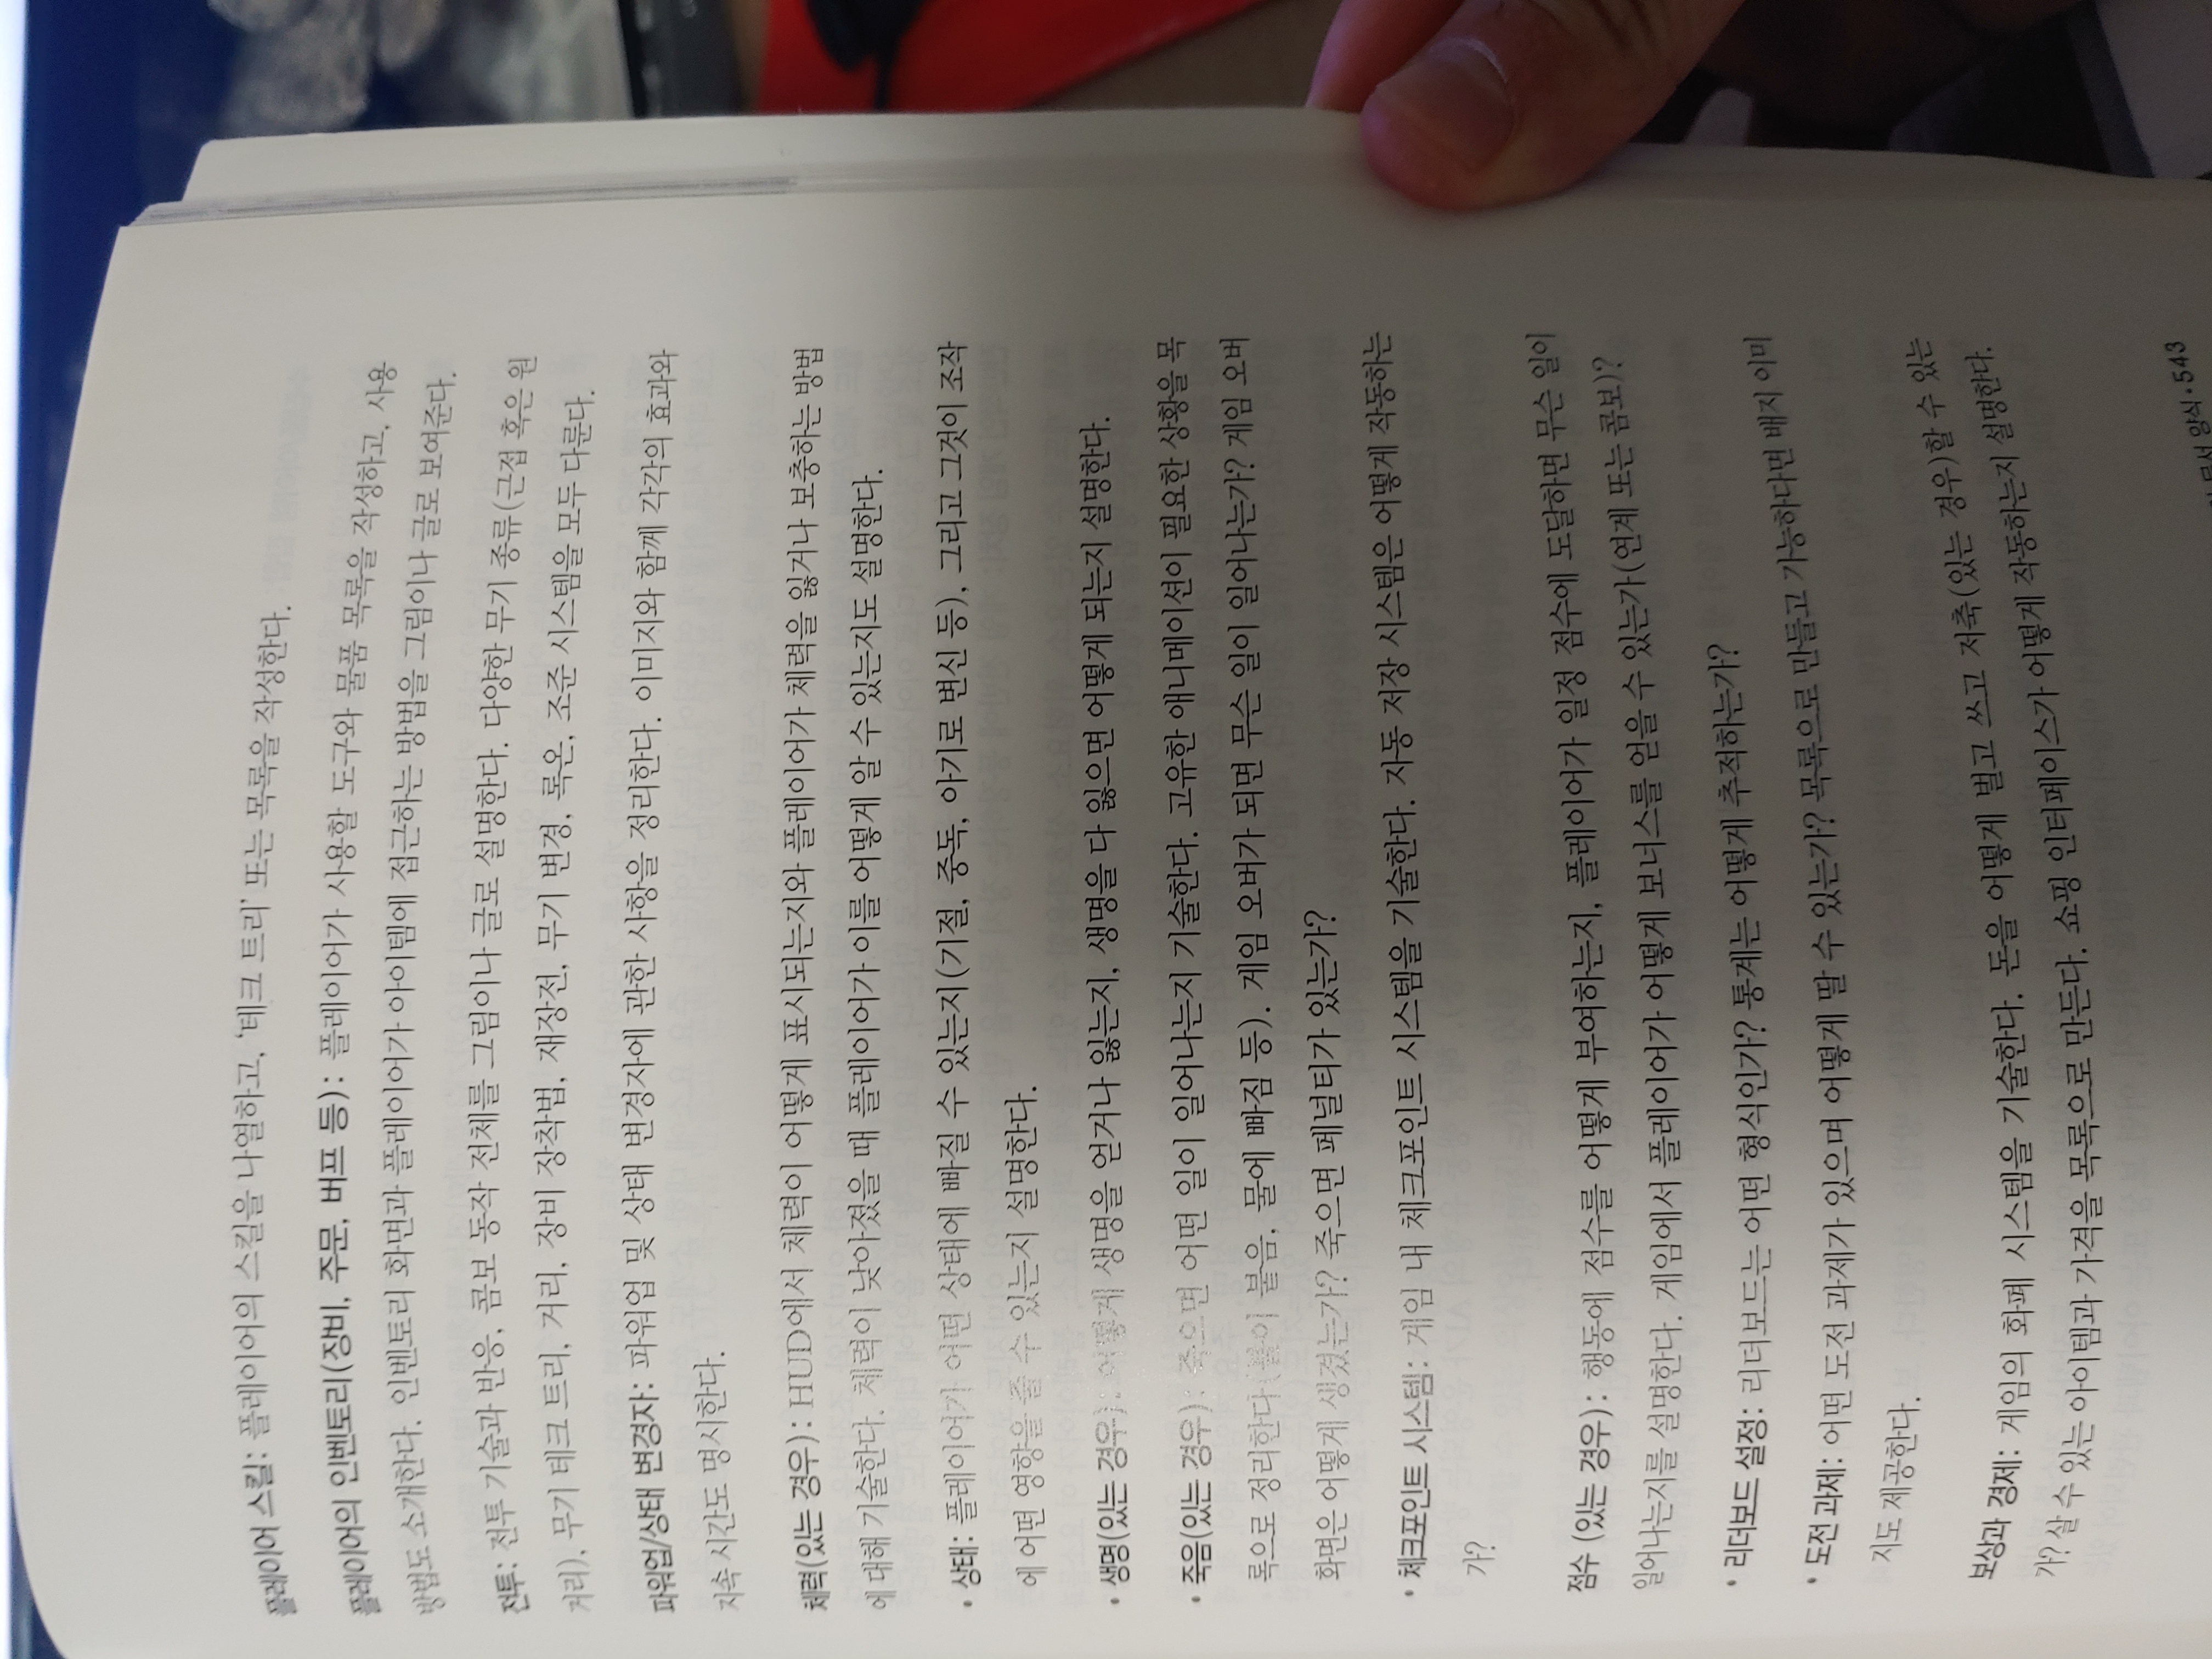 플레이어 스킬: 플레이어의 스킬을 나열하고, ‘테크 트리’ 또는 목록을 작성한다.
플레이어의 인벤토리(장비, 주문, 버프 등): 플레이어가 사용할 도구와 물품 목록을 작성하고, 사용
방법도 소개한다. 인벤토리 화면과 플레이어가 아이템에 접근하는 방법을 그림이나 글로 보여준다.
전투: 전투 기술과 반응, 콤보 동작 전체를 그림이나 글로 설명한다. 다양한 무기 종류(근접 혹은 원
거리), 무기 테크 트리, 거리, 장비 장착법, 재장전, 무기 변경, 록온, 조준 시스템을 모두 다룬다.
파워업/상태 변경자: 파워업 및 상태 변경자에 관한 사항을 정리한다. 이미지와 함께 각각의 효과와
지속 시간도 명시한다.
체력(있는 경우): HUD에서 체력이 어떻게 표시되는지와 플레이어가 체력을 잃거나 보충하는 방법
에 대해 기술한다. 체력이 낮아졌을 때 플레이어가 이를 어떻게 알 수 있는지도 설명한다.
• 상태: 플레이어가 어떤 상태에 빠질 수 있는지(기절, 중독, 아기로 변신 등), 그리고 그것이 조작
에 어떤 영향을 줄 수 있는지 설명한다.
• 생명(있는 경우): 어떻게 생명을 얻거나 잃는지, 생명을 다 잃으면 어떻게 되는지 설명한다.
• 죽음(있는 경우): 죽으면 어떤 일이 일어나는지 기술한다. 고유한 애니메이션이 필요한 상황을 목
록으로 정리한다(불이 붙음, 물에 빠짐 등). 게임 오버가 되면 무슨 일이 일어나는가? 게임 오버
화면은 어떻게 생겼는가? 죽으면 페널티가 있는가?
• 체크포인트 시스템: 게임 내 체크포인트 시스템을 기술한다. 자동 저장 시스템은 어떻게 작동하는
가?
점수 (있는 경우): 행동에 점수를 어떻게 부여하는지, 플레이어가 일정 점수에 도달하면 무슨 일이
일어나는지를 설명한다. 게임에서 플레이어가 어떻게 보너스를 얻을 수 있는가(연계 또는 콤보)?
• 리더보드 설정: 리더보드는 어떤 형식인가? 통계는 어떻게 추적하는가?
• 도전 과제: 어떤 도전 과제가 있으며 어떻게 딸 수 있는가? 목록으로 만들고 가능하다면 배지 이미
지도 제공한다.
보상과 경제: 게임의 화폐 시스템을 기술한다. 돈을 어떻게 벌고 쓰고 저축(있는 경우)할 수 있는
가? 살 수 있는 아이템과 가격을 목록으로 만든다. 쇼핑 인터페이스가 어떻게 작동하는지 설명한다.
문서 양식 • 543